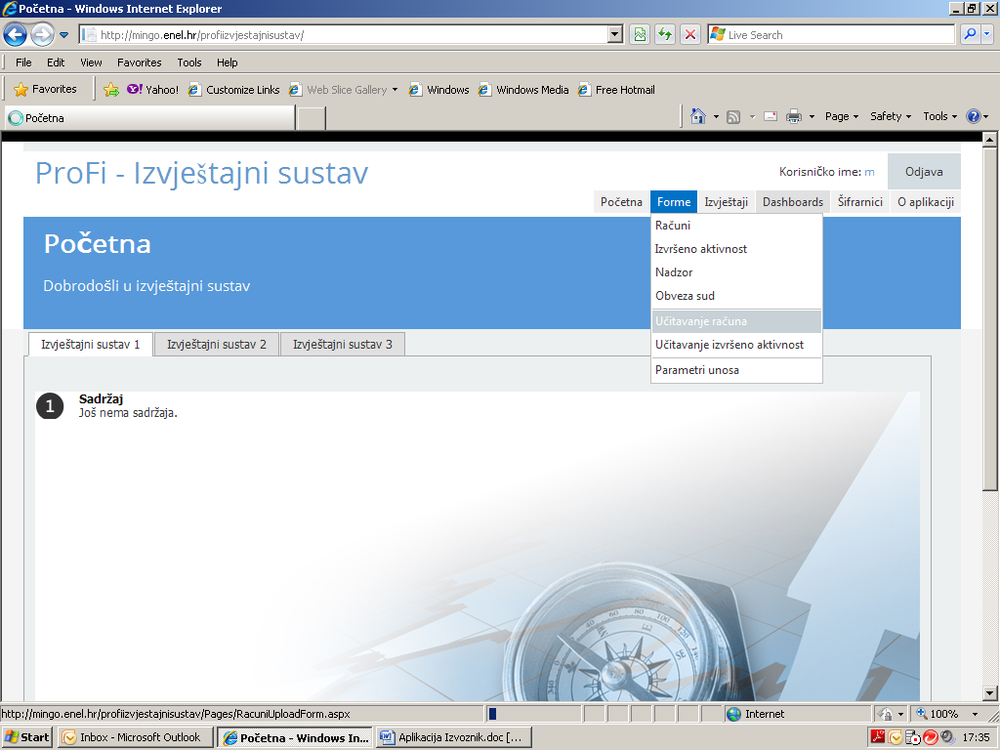 Početna - Windows Internet Explorer
http://mingo.enel.hr/profiizvjestajnisustav/
Live Search
File Edit View Favorites Tools Help
Favorites Yahoo! Customize Links Web Slice Gallery Windows Windows Media Free Hotmail
Početna Page Safety Tools
ProFi - Izvještajni sustav
Korisničko ime: m Odjava
Početna Forme Izvještaji Dashboards Šifrarnici O aplikaciji
Početna
Dobrodošli u izvještajni sustav
Računi
Izvršeno aktivnost
Nadzor
Obveza sud
Učitavanje računa
Učitavanje izvršeno aktivnost
Parametri unosa
Izvještajni sustav 1 Izvještajni sustav 2 Izvještajni sustav 3
1 Sadržaj
Još nema sadržaja.
http://mingo.enel.hr/profiizvjestajnisustav/Pages/RacuniUploadForm.aspx Internet 100%
Start Inbox - Microsoft Outlook Početna - Windows In... Aplikacija Izvoznik.doc [... 17:35